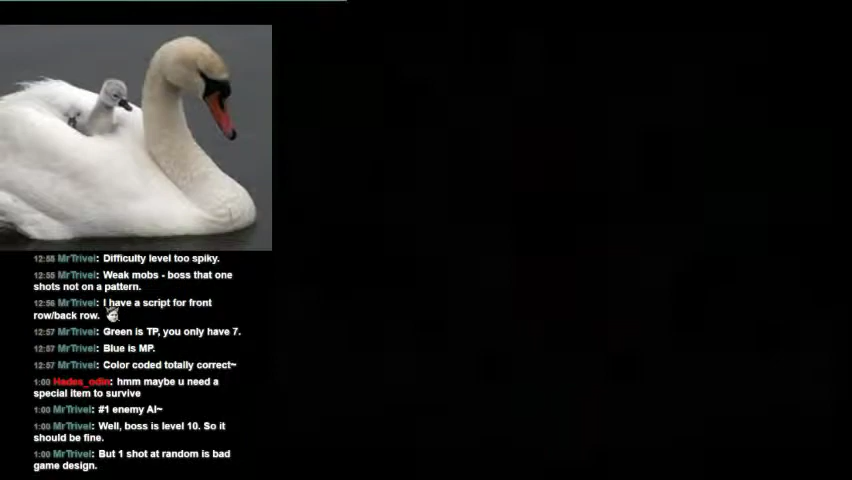 12:55 MrTrivel: Difficulty level too spiky.
12:55 MrTrivel: Weak mobs - boss that one
shots not on a pattern.
12:56 MrTrivel: I have a script for front
row/back row.
12:57 MrTrivel: Green is TP, you only have 7.
12:57 MrTrivel: Blue is MP.
12:57 MrTrivel: Color coded totally correct~
1:00 Hades_odin: hmm maybe u need a
special item to survive
1:00 MrTrivel: #1 enemy AI~
1:00 MrTrivel: Well, boss is level 10. So it
should be fine.
1:00 MrTrivel: But 1 shot at random is bad
game design.